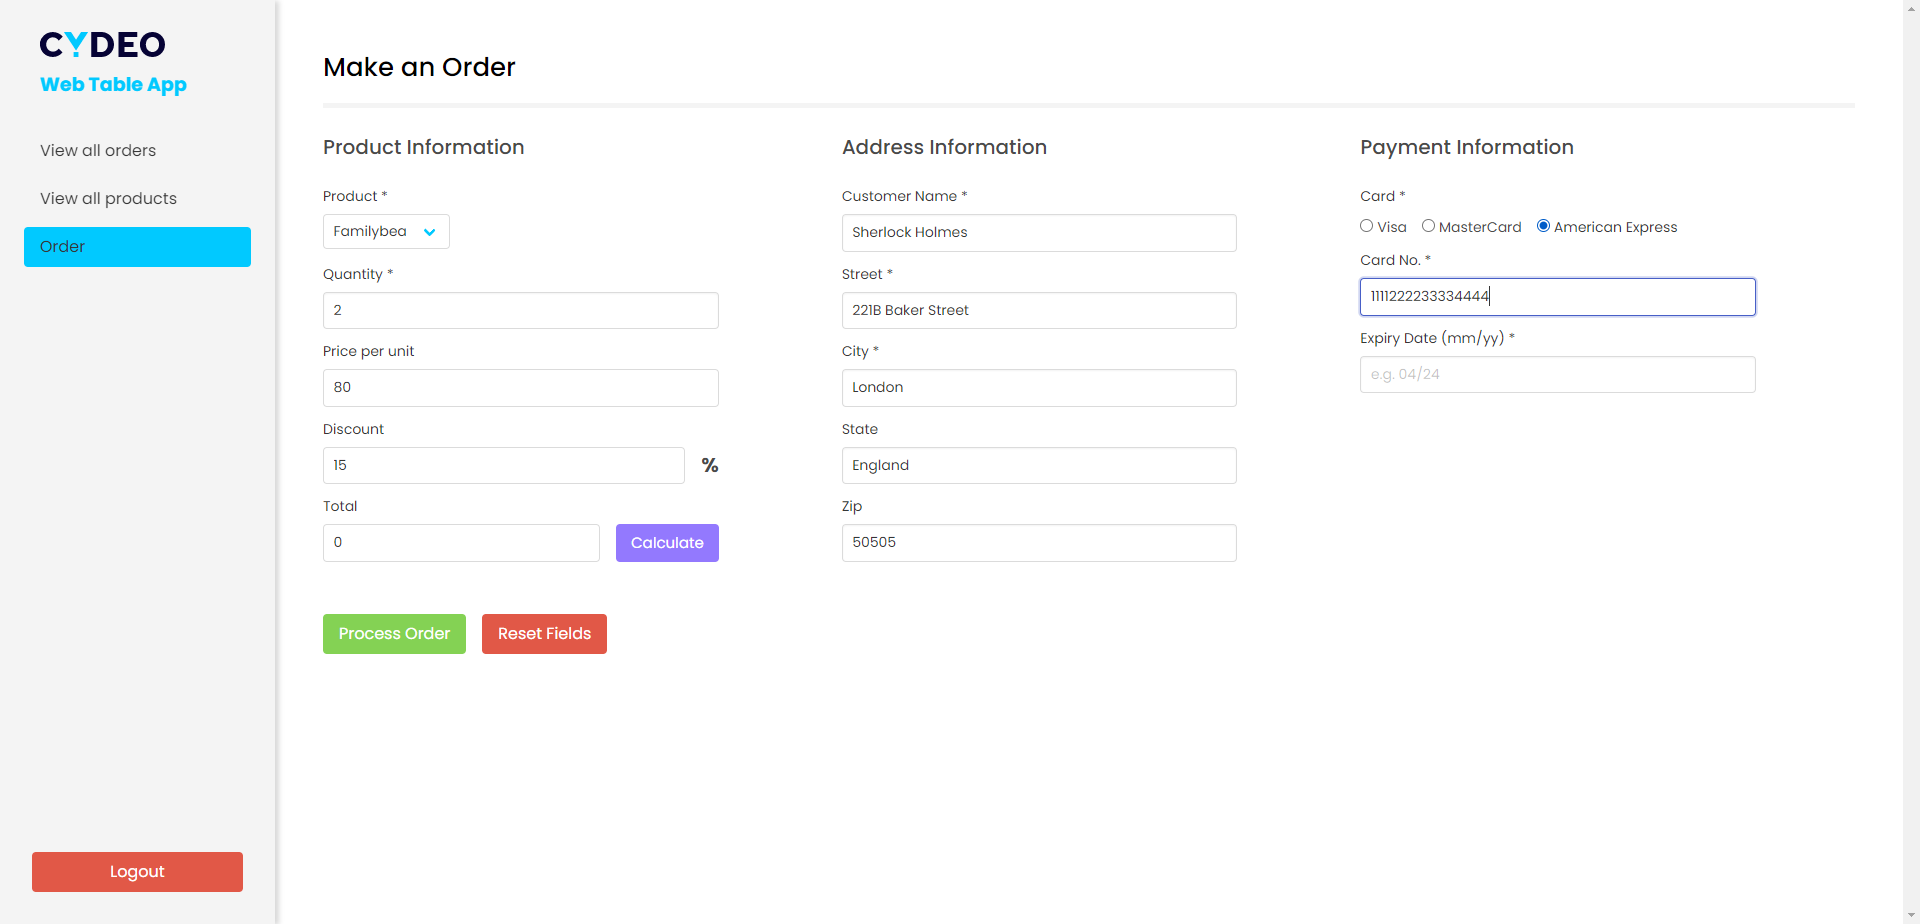 CYDEO
Web Table App
View all orders
View all products
Order
Logout
Make an Order
Product Information
Product *
Familybea
Quantity *
2
Price per unit
80
Discount
15
%
Total
0
Calculate
Process Order
Reset Fields
Address Information
Customer Name *
Sherlock Holmes
Street *
221B Baker Street
City *
London
State
England
Zip
50505
Payment Information
Card *
Visa MasterCard American Express
Card No. *
1111222233334444
Expiry Date (mm/yy) *
e.g. 04/24